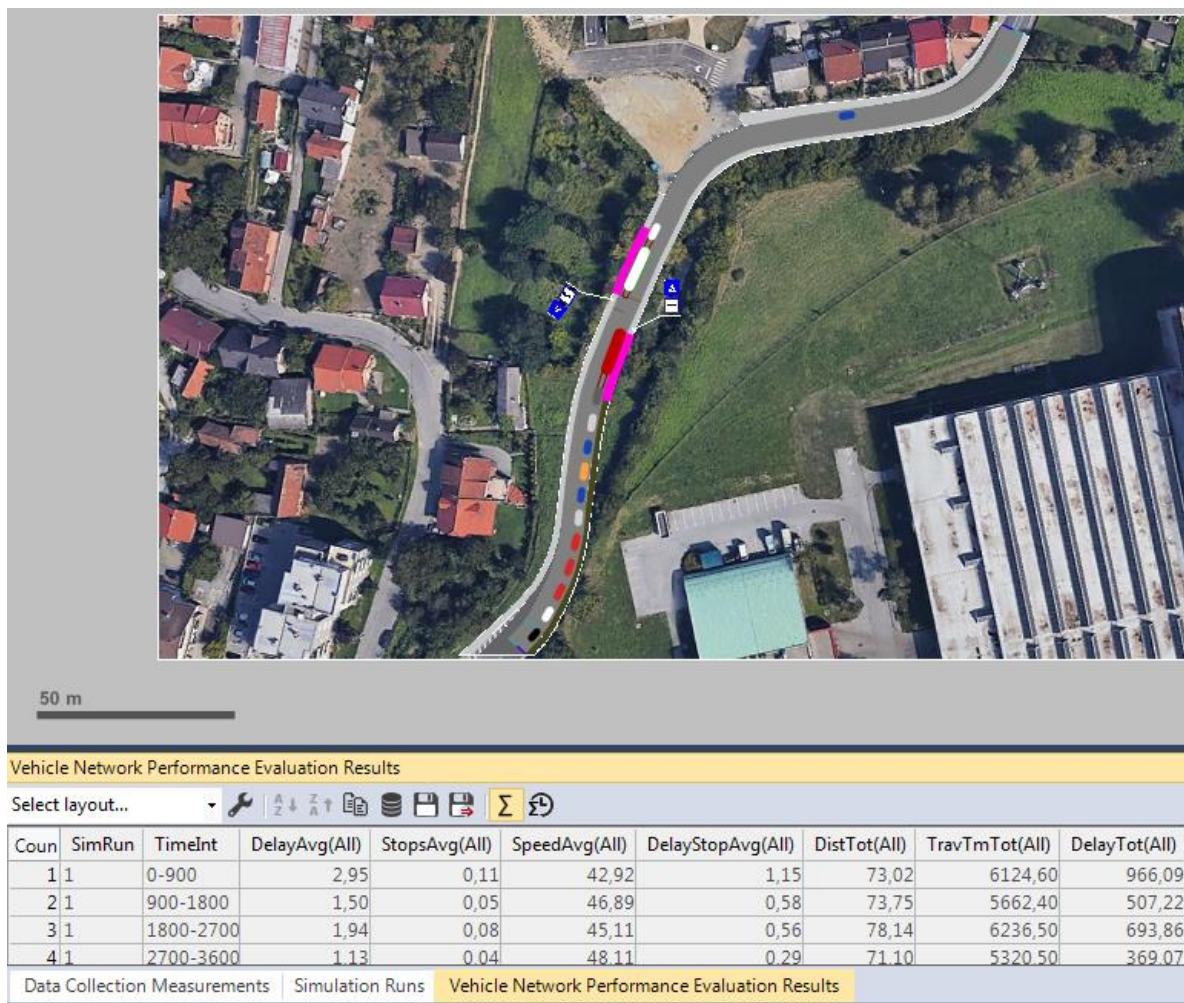 50 m
Vehicle Network Performance Evaluation Results
Select layout...
Coun SimRun TimeInt DelayAvg(All) StopsAvg(All) SpeedAvg(All) DelayStopAvg(All) DistTot(All) TravTmTot(All) DelayTot(All)
1 1 0-900 2,95 0,11 42,92 1,15 73,02 6124,60 966,09
2 1 900-1800 1,50 0,05 46,89 0,58 73,75 5662,40 507,22
3 1 1800-2700 1,94 0,08 45,11 0,56 78,14 6236,50 693,86
4 1 2700-3600 1,13 0,04 48,11 0,29 71,10 5320,50 369,07
Data Collection Measurements Simulation Runs Vehicle Network Performance Evaluation Results